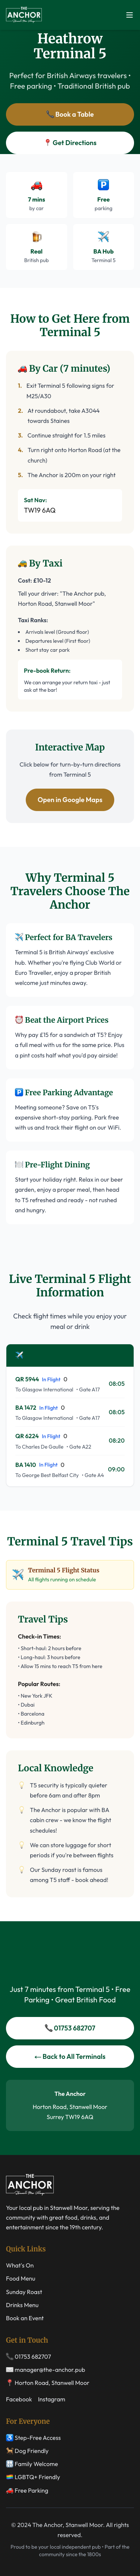 THE
ANCHOR
STANWELL MOOR
Heathrow
Terminal 5
Perfect for British Airways travelers •
Free parking • Traditional British pub
📞 Book a Table
📍 Get Directions
7 mins
by car
Free
parking
Real
British pub
BA Hub
Terminal 5
How to Get Here from
Terminal 5
🚗 By Car (7 minutes)
1. Exit Terminal 5 following signs for
M25/A30
2. At roundabout, take A3044
towards Staines
3. Continue straight for 1.5 miles
4. Turn right onto Horton Road (at the
church)
5. The Anchor is 200m on your right
Sat Nav:
TW19 6AQ
🚕 By Taxi
Cost: £10-12
Tell your driver: "The Anchor pub,
Horton Road, Stanwell Moor"
Taxi Ranks:
• Arrivals level (Ground floor)
• Departures level (First floor)
• Short stay car park
Pre-book Return:
We can arrange your return taxi - just
ask at the bar!
Interactive Map
Click below for turn-by-turn directions
from Terminal 5
Open in Google Maps
Why Terminal 5
Travelers Choose The
Anchor
✈️ Perfect for BA Travelers
Terminal 5 is British Airways' exclusive
hub. Whether you're flying Club World or
Euro Traveller, enjoy a proper British
welcome just minutes away.
⏰ Beat the Airport Prices
Why pay £15 for a sandwich at T5? Enjoy
a full meal with us for the same price. Plus
a pint costs half what you'd pay airside!
🅿️ Free Parking Advantage
Meeting someone? Save on T5's
expensive short-stay parking. Park free
with us and track their flight on our WiFi.
🍽️ Pre-Flight Dining
Start your holiday right. Relax in our beer
garden, enjoy a proper meal, then head
to T5 refreshed and ready - not rushed
and hungry.
Live Terminal 5 Flight
Information
Check flight times while you enjoy your
meal or drink
QR 5944 In Flight 0
To Glasgow International • Gate A17
08:05
BA 1472 In Flight 0
To Glasgow International • Gate A17
08:05
QR 6224 In Flight 0
To Charles De Gaulle • Gate A22
08:20
BA 1410 In Flight 0
To George Best Belfast City • Gate A4
09:00
Terminal 5 Travel Tips
Terminal 5 Flight Status
All flights running on schedule
Travel Tips
Check-in Times:
• Short-haul: 2 hours before
• Long-haul: 3 hours before
• Allow 15 mins to reach T5 from here
Popular Routes:
• New York JFK
• Dubai
• Barcelona
• Edinburgh
Local Knowledge
💡 T5 security is typically quieter
before 6am and after 8pm
💡 The Anchor is popular with BA
cabin crew - we know the flight
schedules!
💡 We can store luggage for short
periods if you're between flights
💡 Our Sunday roast is famous
among T5 staff - book ahead!
Just 7 minutes from Terminal 5 • Free
Parking • Great British Food
📞 01753 682707
← Back to All Terminals
The Anchor
Horton Road, Stanwell Moor
Surrey TW19 6AQ
THE
ANCHOR
STANWELL MOOR
Your local pub in Stanwell Moor, serving the
community with great food, drinks, and
entertainment since the 19th century.
Quick Links
What's On
Food Menu
Sunday Roast
Drinks Menu
Book an Event
Get in Touch
📞 01753 682707
✉️ manager@the-anchor.pub
📍 Horton Road, Stanwell Moor
Facebook Instagram
For Everyone
♿ Step-Free Access
🐕 Dog Friendly
👨‍👩‍👧‍👦 Family Welcome
🏳️‍🌈 LGBTQ+ Friendly
🚗 Free Parking
© 2024 The Anchor, Stanwell Moor. All rights
reserved.
Proud to be your local independent pub • Part of the
community since the 1800s